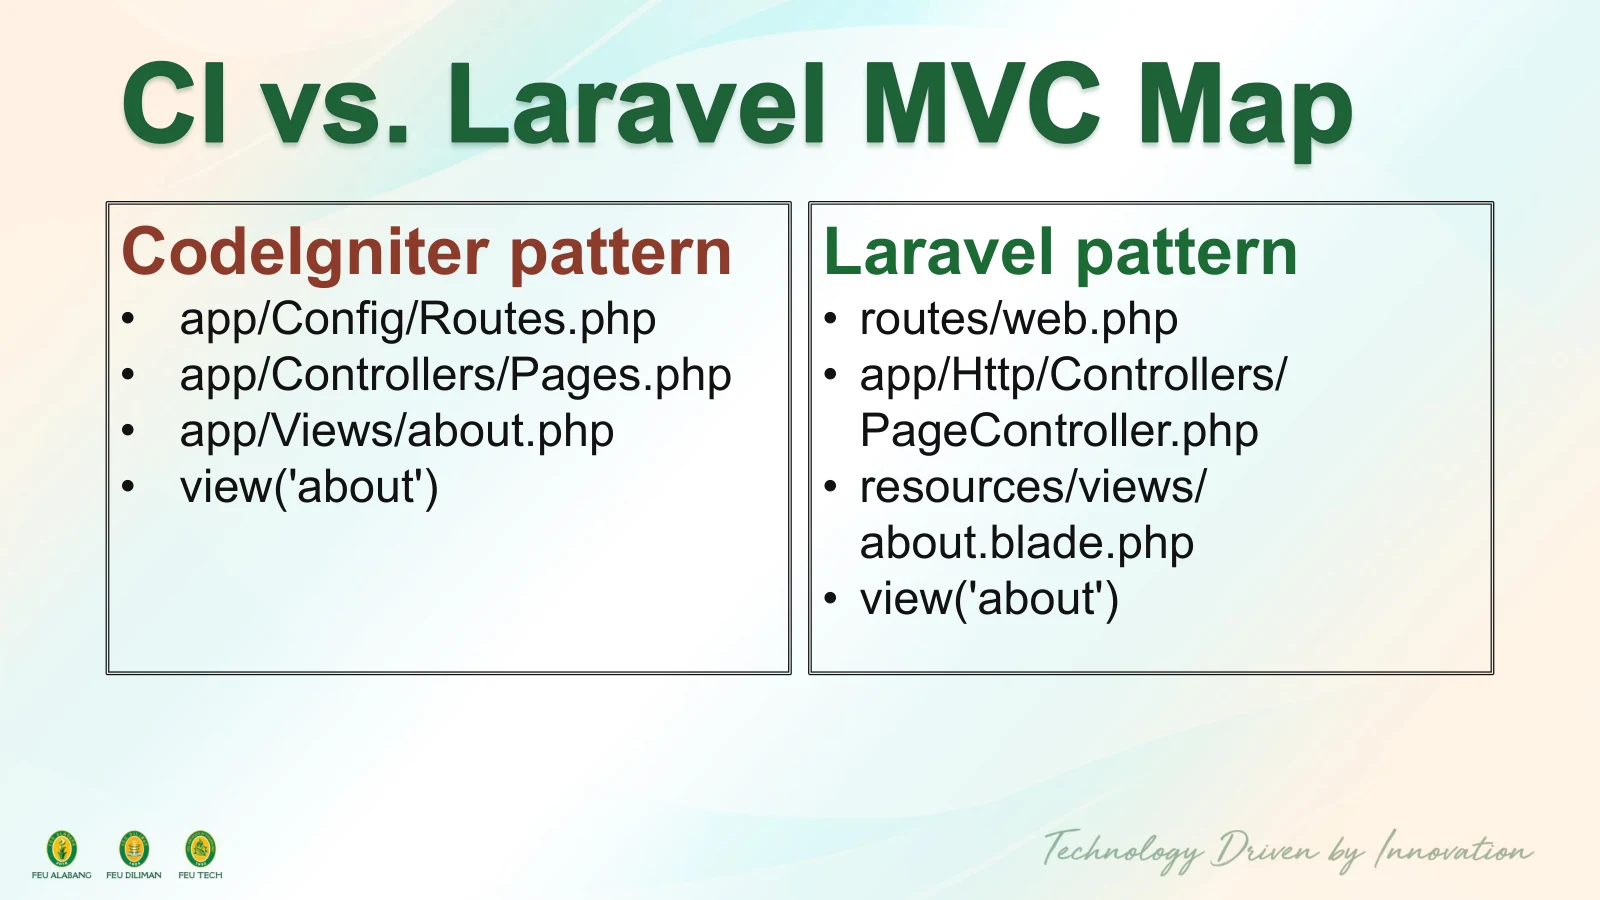 CI vs. Laravel MVC Map
CodeIgniter pattern
• app/Config/Routes.php
• app/Controllers/Pages.php
• app/Views/about.php
• view('about')
Laravel pattern
• routes/web.php
• app/Http/Controllers/
PageController.php
• resources/views/
about.blade.php
• view('about')
FEU ALABANG
FEU DILIMAN
FEU TECH
Technology Driven by Innovation